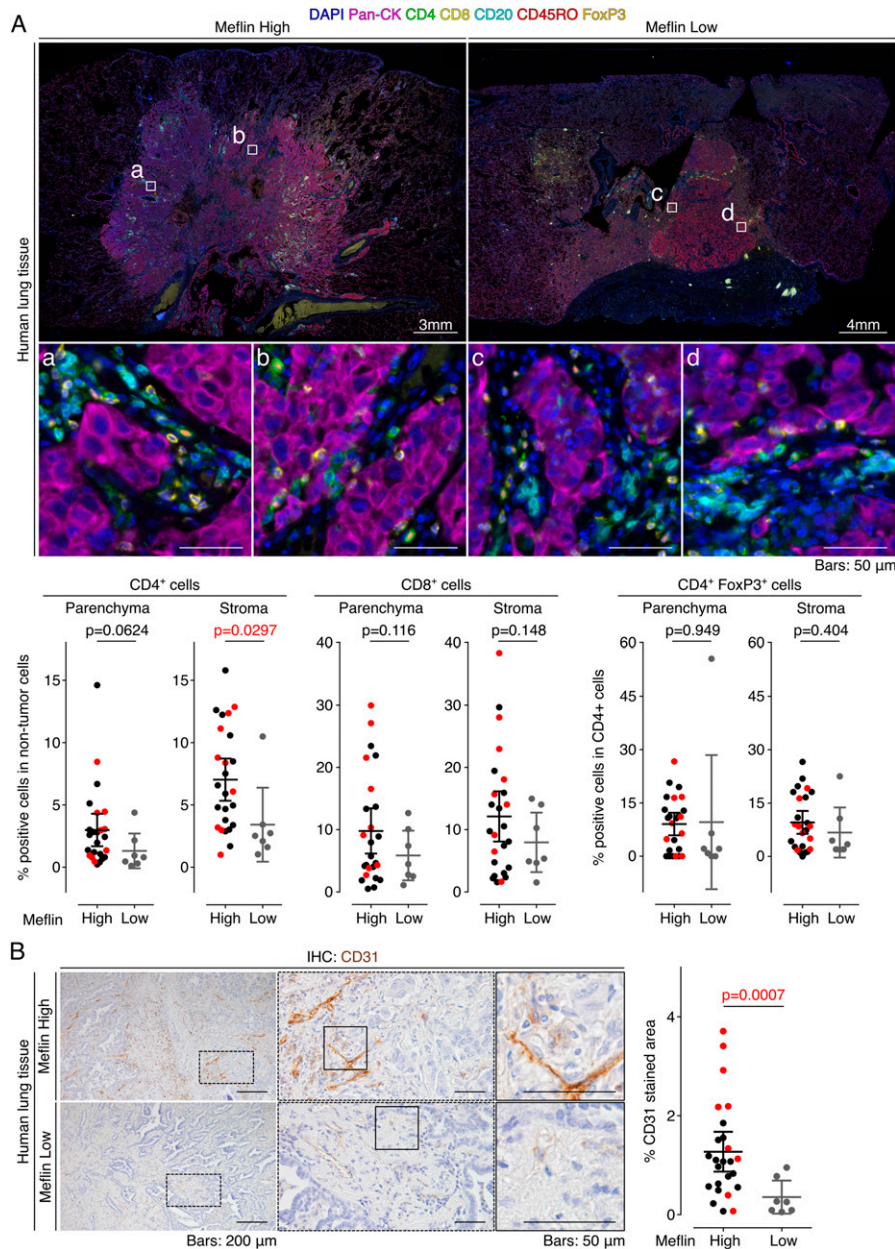 A
DAPI Pan-CK CD4 CD8 CD20 CD45RO FoxP3
Meflin High
Meflin Low
Human lung tissue
a
b
c
d
3mm
4mm
a
b
c
d
Bars: 50 µm
CD4⁺ cells
CD8⁺ cells
CD4⁺ FoxP3⁺ cells
Parenchyma
Stroma
Parenchyma
Stroma
Parenchyma
Stroma
p=0.0624
p=0.0297
p=0.116
p=0.148
p=0.949
p=0.404
% positive cells in non-tumor cells
15
10
5
0
15
10
5
0
40
30
20
10
0
40
30
20
10
0
% positive cells in CD4+ cells
60
45
30
15
0
60
45
30
15
0
Meflin
High
Low
High
Low
High
Low
High
Low
High
Low
High
Low
B
IHC: CD31
Human lung tissue
Meflin High
Meflin Low
Bars: 200 µm
Bars: 50 µm
p=0.0007
% CD31 stained area
4
2
0
Meflin
High
Low